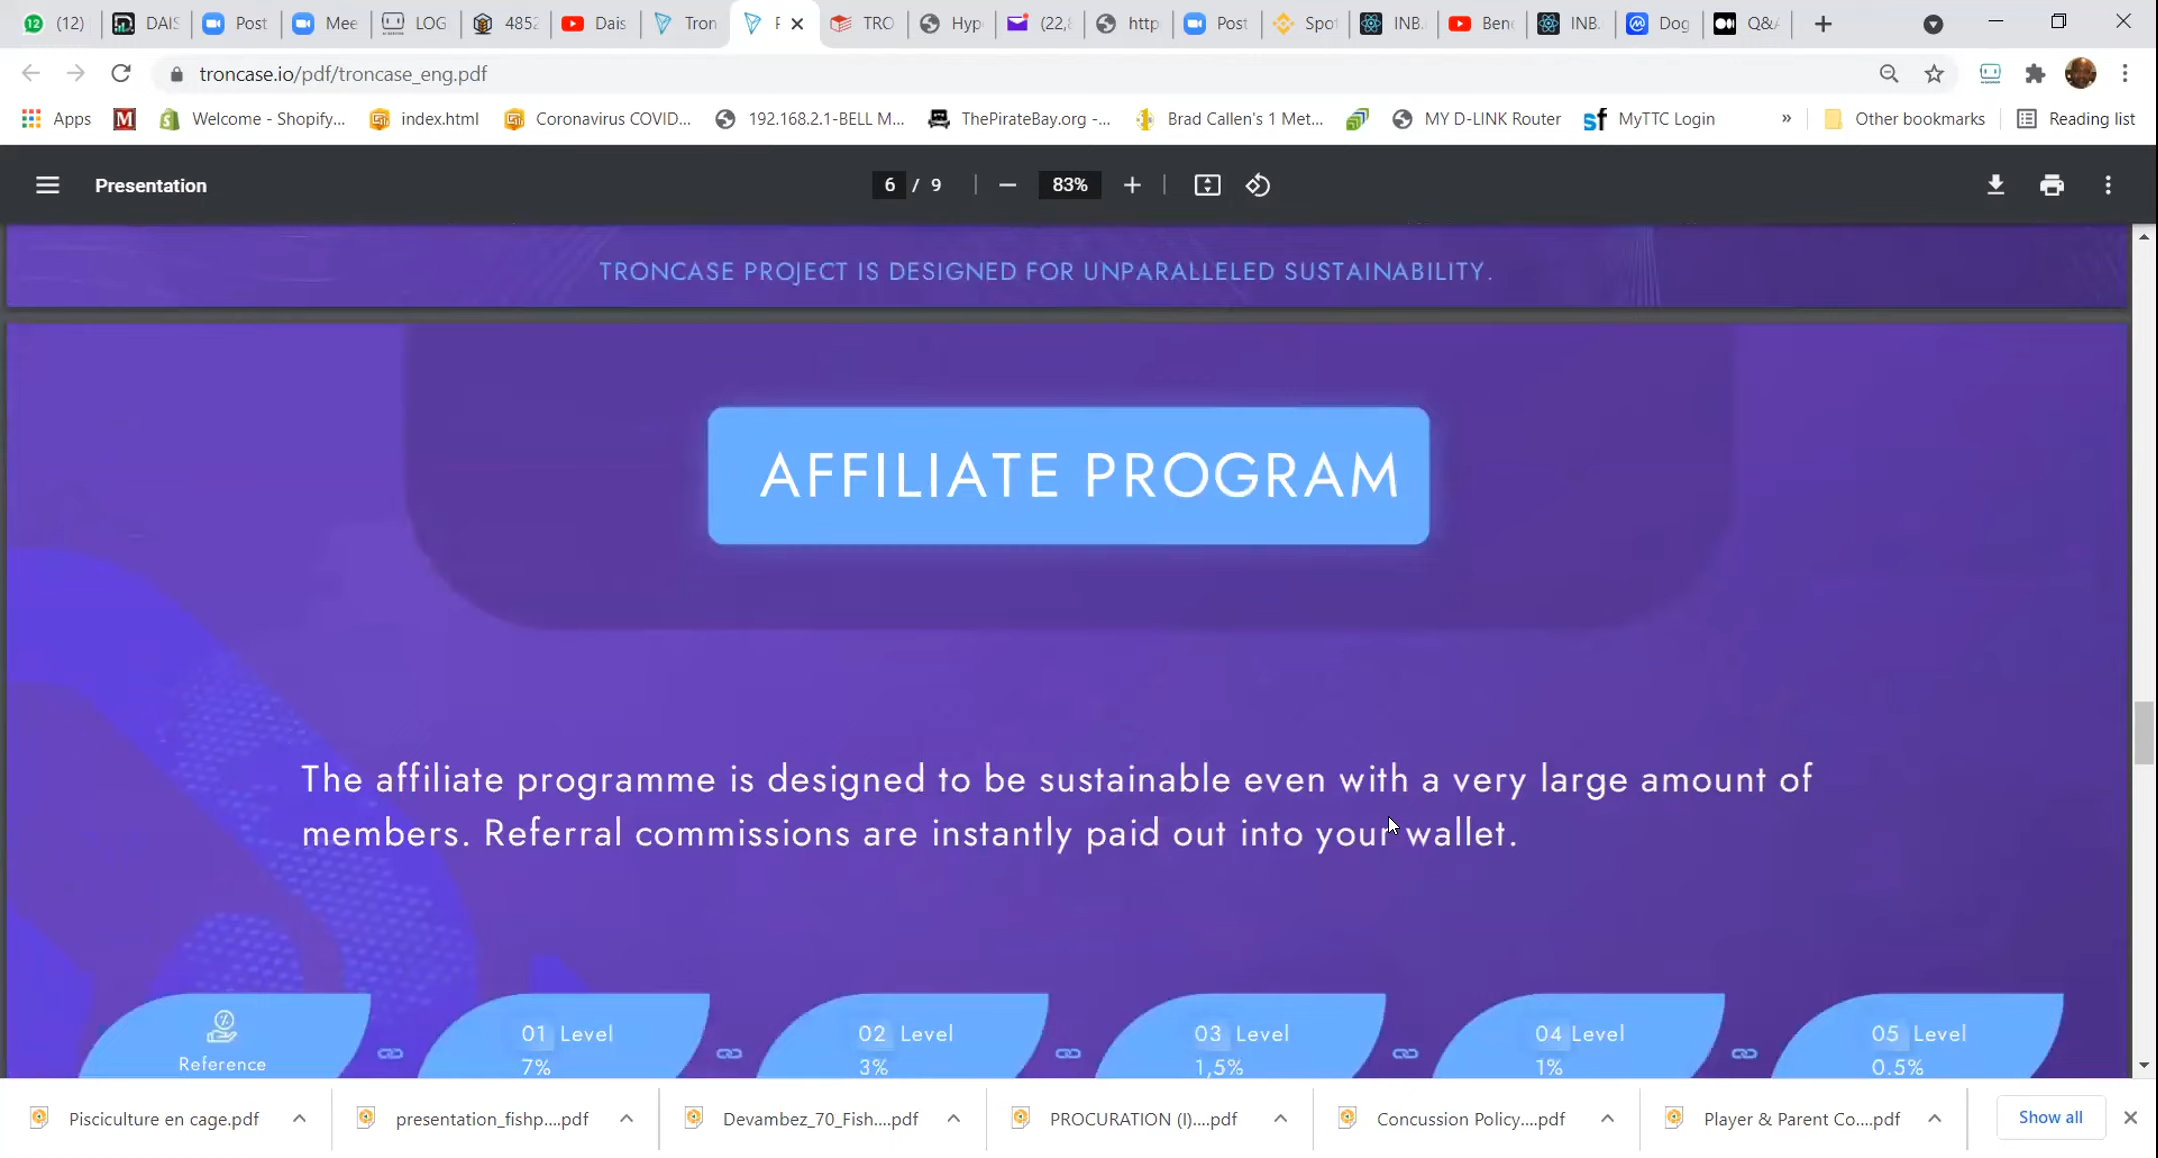 (12)
DAIS
Post
Mee
LOG
4852
Dais
Tron
TRO
Hyp
(22,8
http
Post
Spot
INB.
Ben
INB.
Dog
Q&A
troncase.io/pdf/troncase_eng.pdf
Apps
Welcome - Shopify...
index.html
Coronavirus COVID...
192.168.2.1-BELL M...
ThePirateBay.org -...
Brad Callen's 1 Met...
MY D-LINK Router
MyTTC Login
»
Other bookmarks
Reading list
Presentation
6 / 9
83%
TRONCASE PROJECT IS DESIGNED FOR UNPARALLELED SUSTAINABILITY.
AFFILIATE PROGRAM
The affiliate programme is designed to be sustainable even with a very large amount of
members. Referral commissions are instantly paid out into your wallet.
Reference
01 Level
7%
02 Level
3%
03 Level
1,5%
04 Level
1%
05 Level
0.5%
Pisciculture en cage.pdf
presentation_fishp....pdf
Devambez_70_Fish....pdf
PROCURATION (I)....pdf
Concussion Policy....pdf
Player & Parent Co....pdf
Show all